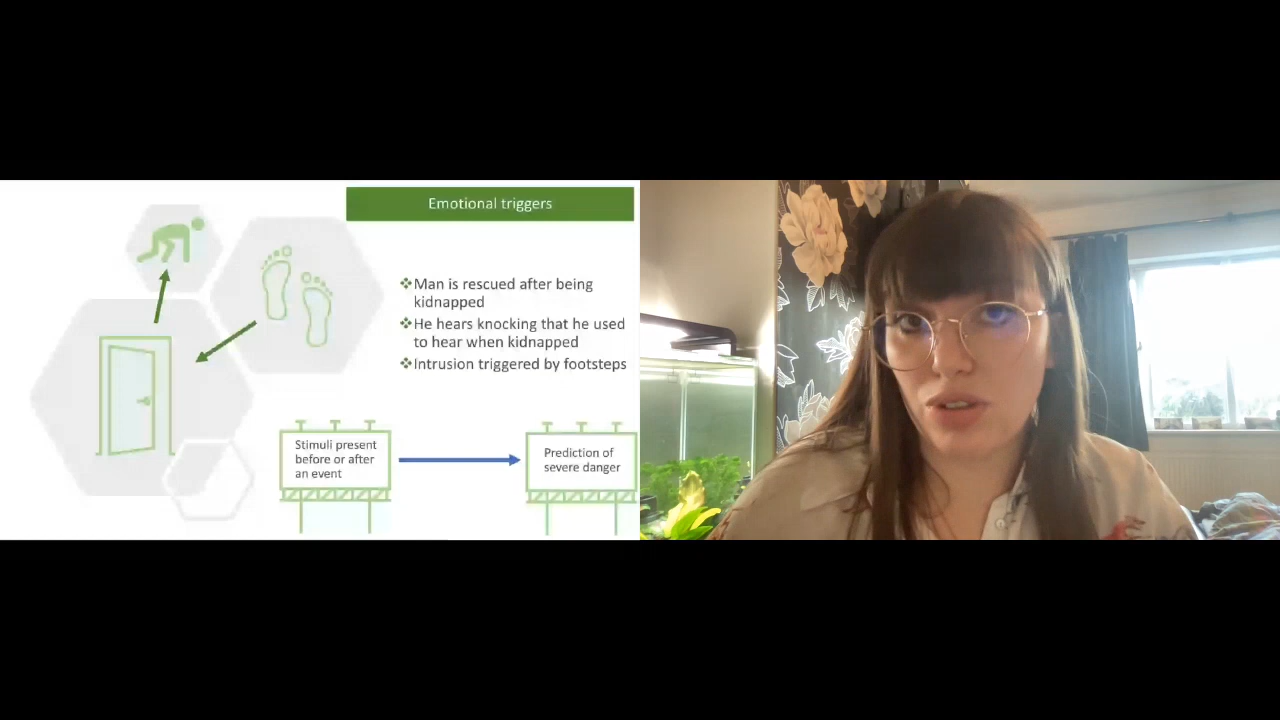 Emotional triggers
❖Man is rescued after being
kidnapped
❖He hears knocking that he used
to hear when kidnapped
❖Intrusion triggered by footsteps
Stimuli present
before or after
an event
Prediction of
severe danger